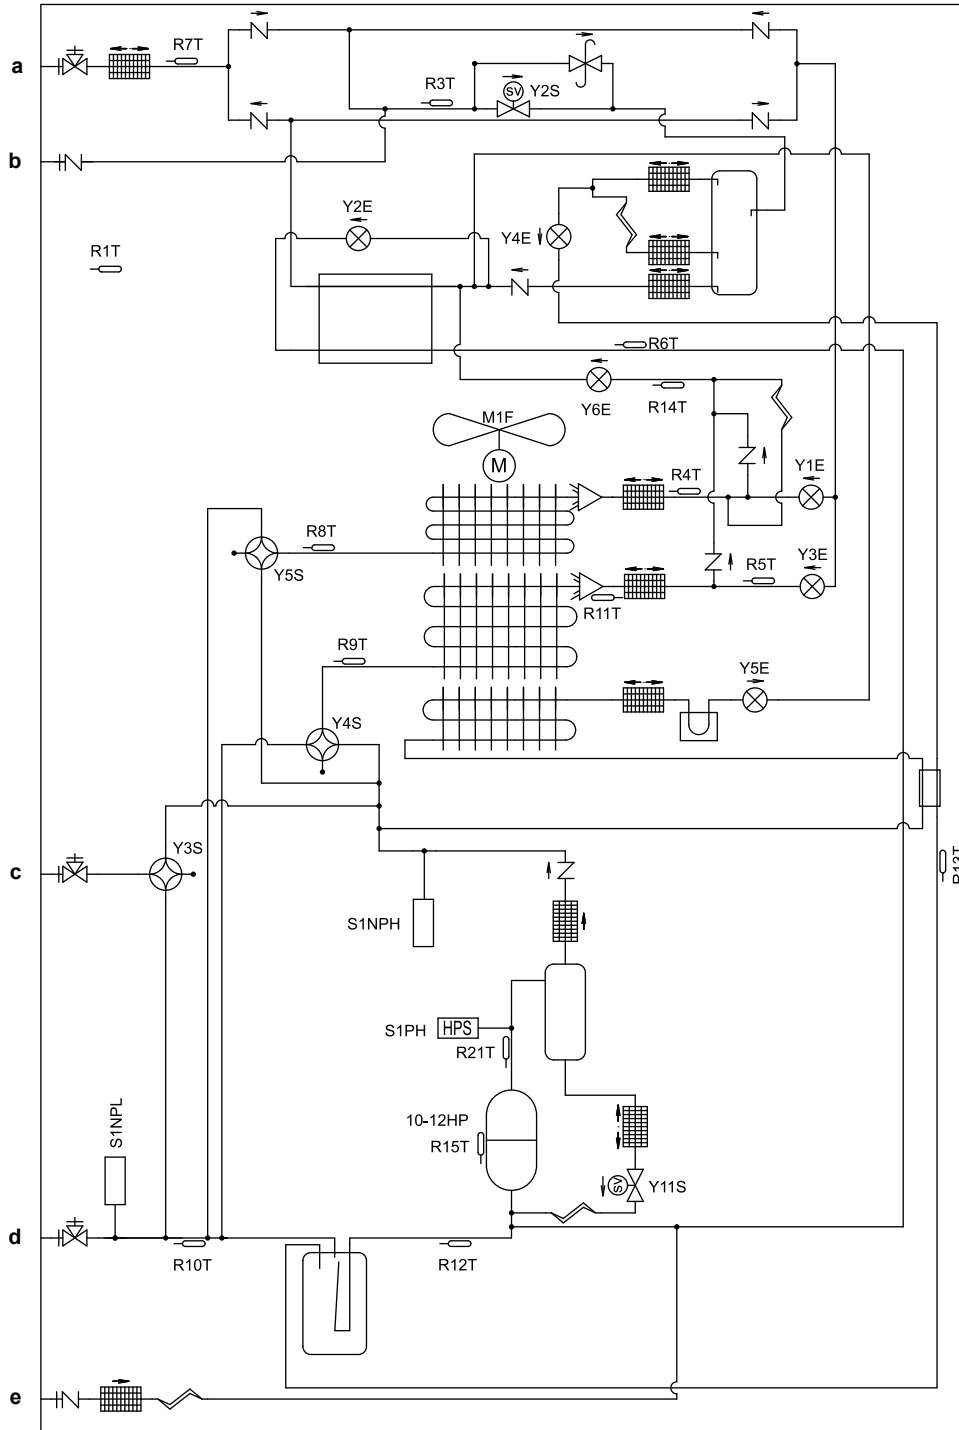 a
R7T
R3T
SV
Y2S
b
Y2E
Y4E
R1T
R6T
Y6E
R14T
M1F
M
R4T
Y1E
R8T
Y5S
R5T
Y3E
R11T
R9T
Y5E
Y4S
c
Y3S
R13T
S1NPH
S1PH
HPS
R21T
10-12HP
R15T
S1NPL
SV
Y11S
d
R10T
R12T
e